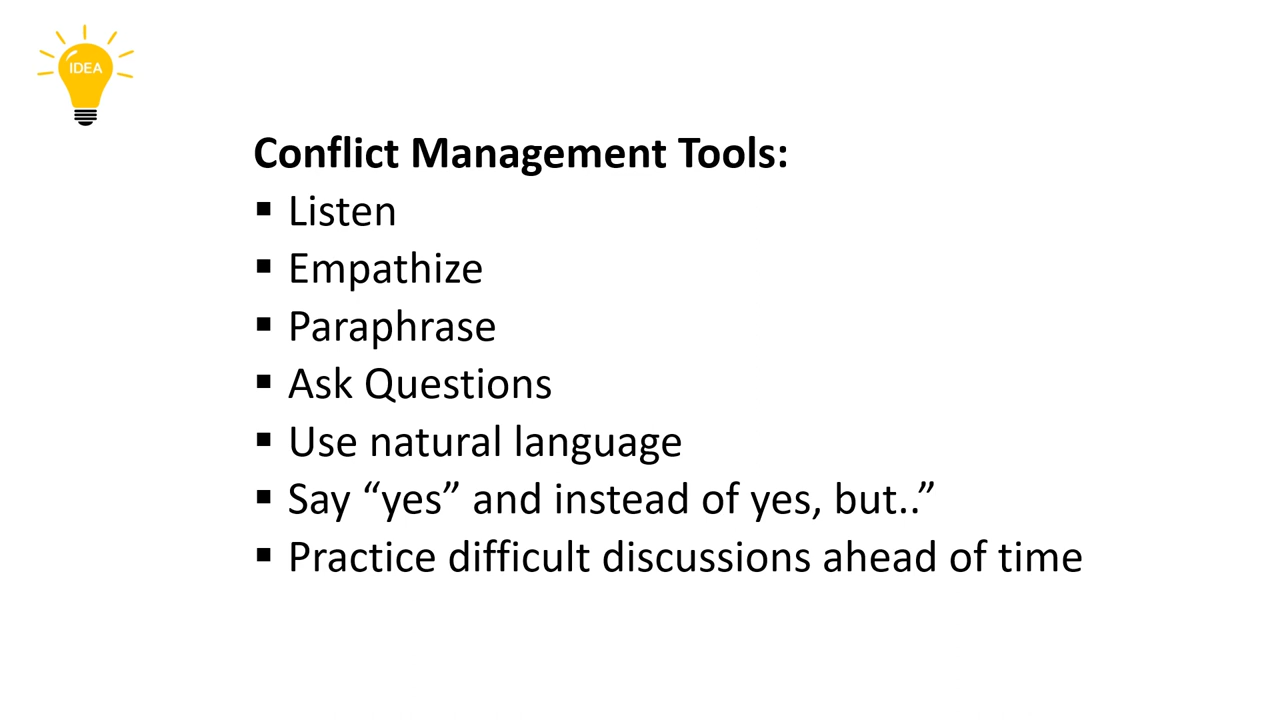 IDEA
Conflict Management Tools:
▪ Listen
▪ Empathize
▪ Paraphrase
▪ Ask Questions
▪ Use natural language
▪ Say “yes” and instead of yes, but..”
▪ Practice difficult discussions ahead of time